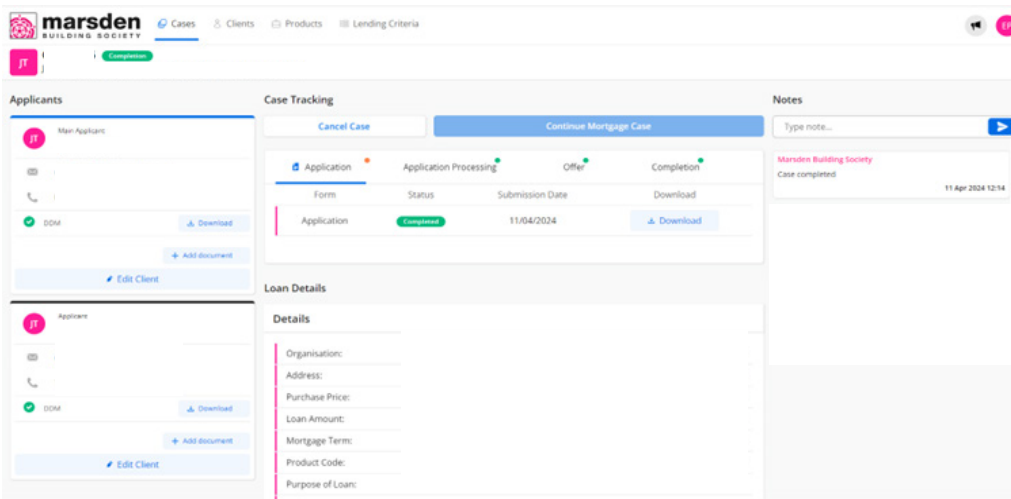 marsden
BUILDING SOCIETY
Cases
Clients
Products
Lending Criteria
EP
JT
Completion
Applicants
JT
Main Applicant
DDM
Download
+ Add document
Edit Client
JT
Applicant
DDM
Download
+ Add document
Edit Client
Case Tracking
Cancel Case
Continue Mortgage Case
Application
Application Processing
Offer
Completion
Form Status Submission Date Download
Application Completed 11/04/2024 Download
Loan Details
Details
Organisation:
Address:
Purchase Price:
Loan Amount:
Mortgage Term:
Product Code:
Purpose of Loan:
Notes
Type note...
Marsden Building Society
Case completed
11 Apr 2024 12:14